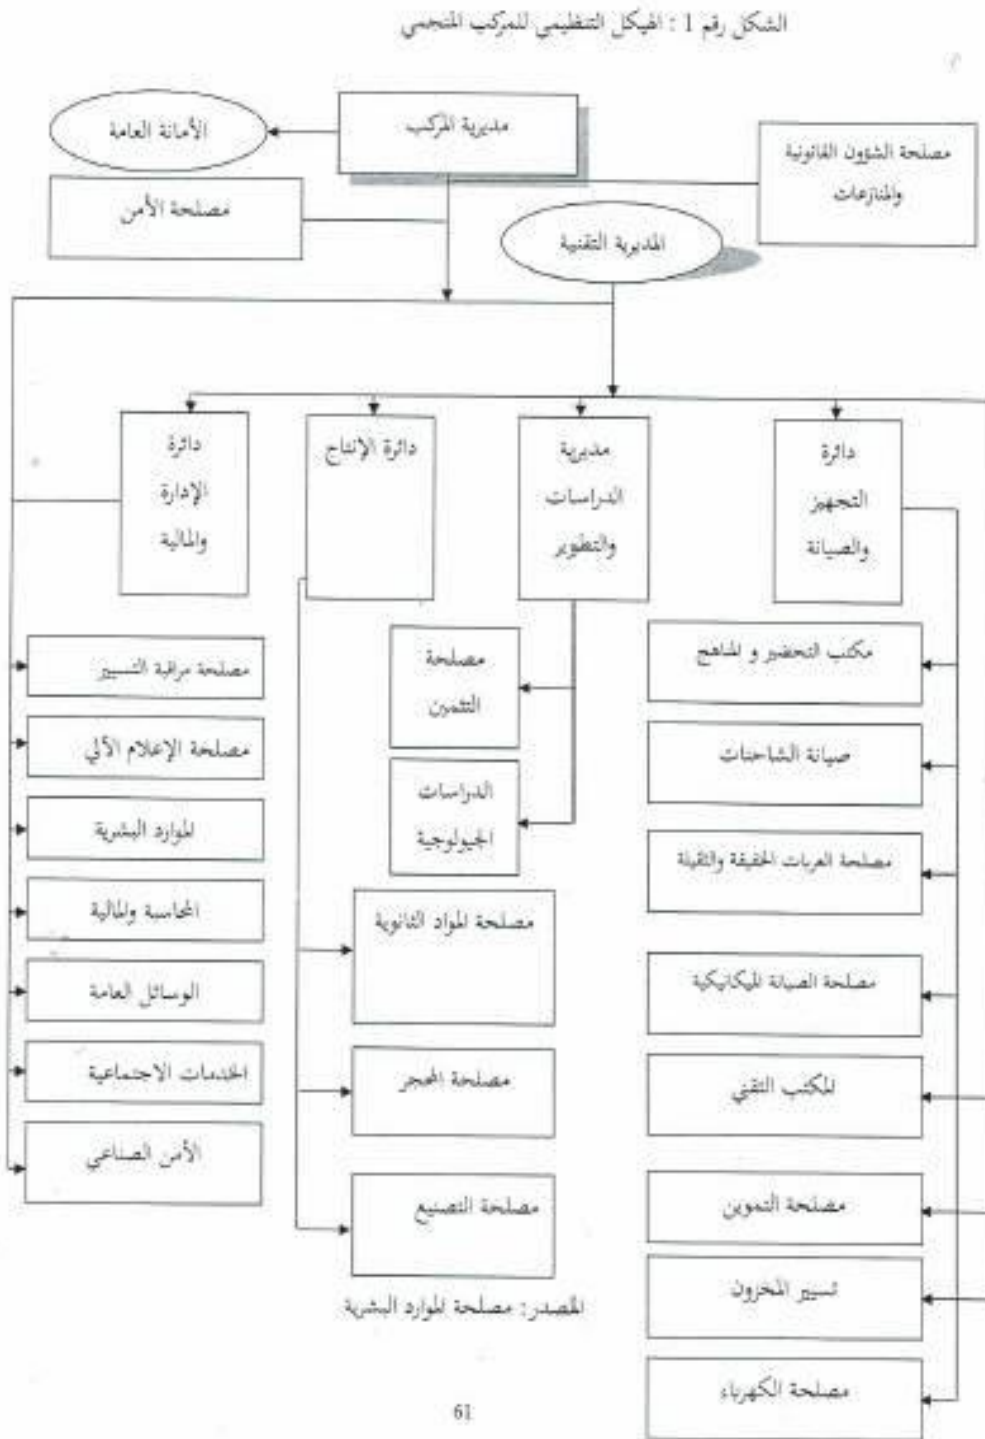 الشكل رقم 1 : الهيكل التنظيمي للمركب المنجمي
مديرية المركب
الأمانة العامة
مصلحة الشؤون القانونية
والمنازعات
مصلحة الأمن
المديرية التقنية
دائرة
التجهيز
والصيانة
مديرية
الدراسات
والتطوير
دائرة الإنتاج
دائرة
الإدارة
والمالية
مكتب التحضير و المناهج
صيانة الشاحنات
مصلحة العربات الخفيفة والثقيلة
مصلحة الصيانة الميكانيكية
المكتب التقني
مصلحة التموين
تسيير المخزون
مصلحة الكهرباء
مصلحة
التثمين
الدراسات
الجيولوجية
مصلحة المواد الثانوية
مصلحة المحجر
مصلحة التصنيع
مصلحة مراقبة التسيير
مصلحة الإعلام الآلي
الموارد البشرية
المحاسبة والمالية
الوسائل العامة
الخدمات الاجتماعية
الأمن الصناعي
المصدر : مصلحة الموارد البشرية
61